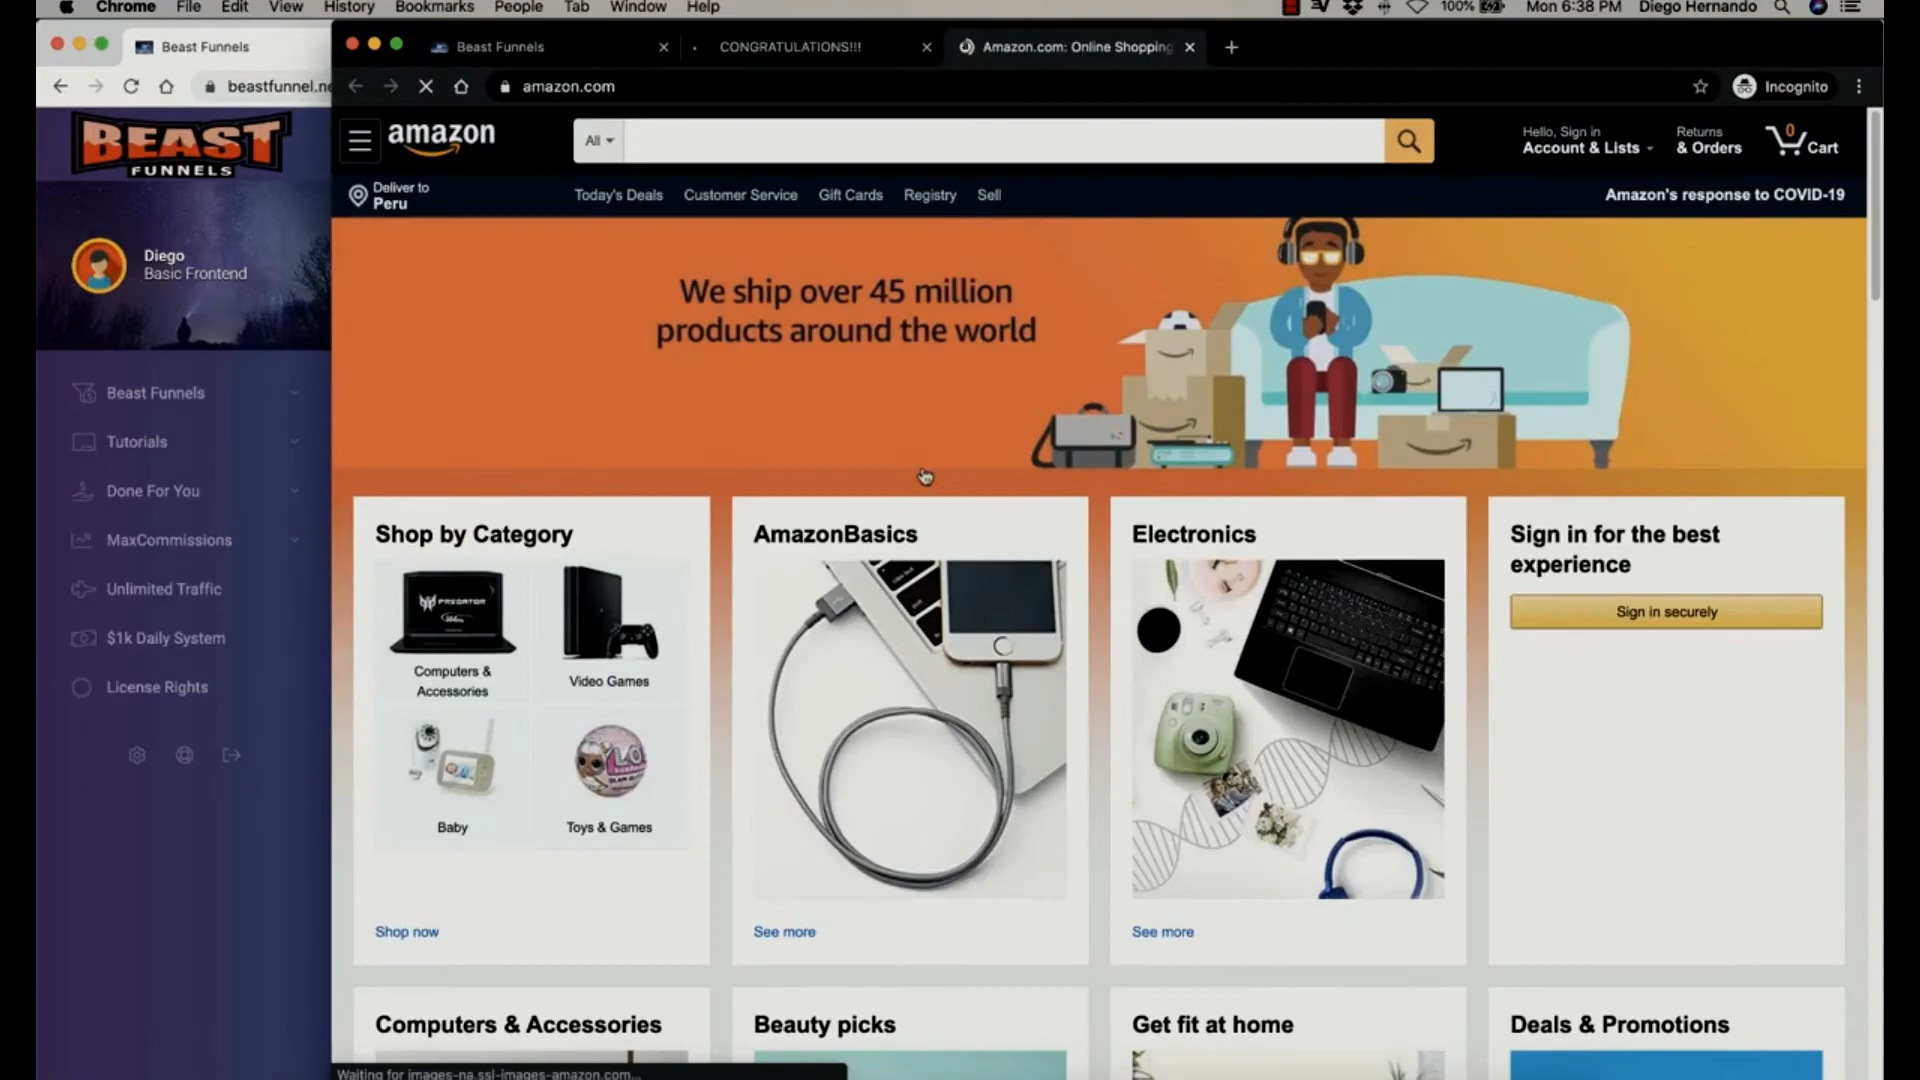 Chrome File Edit View History Bookmarks People Tab Window Help
100% Mon 6:38 PM Diego Hernando
Beast Funnels
Beast Funnels
CONGRATULATIONS!!!
Amazon.com: Online Shopping
beastfunnel.ne
amazon.com
Incognito
BEAST
FUNNELS
Diego
Basic Frontend
Beast Funnels
Tutorials
Done For You
MaxCommissions
Unlimited Traffic
$1k Daily System
License Rights
amazon
All
Hello, Sign in
Account & Lists
Returns
& Orders
0
Cart
Deliver to
Peru
Today's Deals Customer Service Gift Cards Registry Sell
Amazon's response to COVID-19
We ship over 45 million
products around the world
Shop by Category
PREDATOR
Computers &
Accessories
Video Games
Baby
Toys & Games
Shop now
AmazonBasics
See more
Electronics
See more
Sign in for the best
experience
Sign in securely
Computers & Accessories
Beauty picks
Get fit at home
Deals & Promotions
Waiting for images-na.ssl-images-amazon.com...